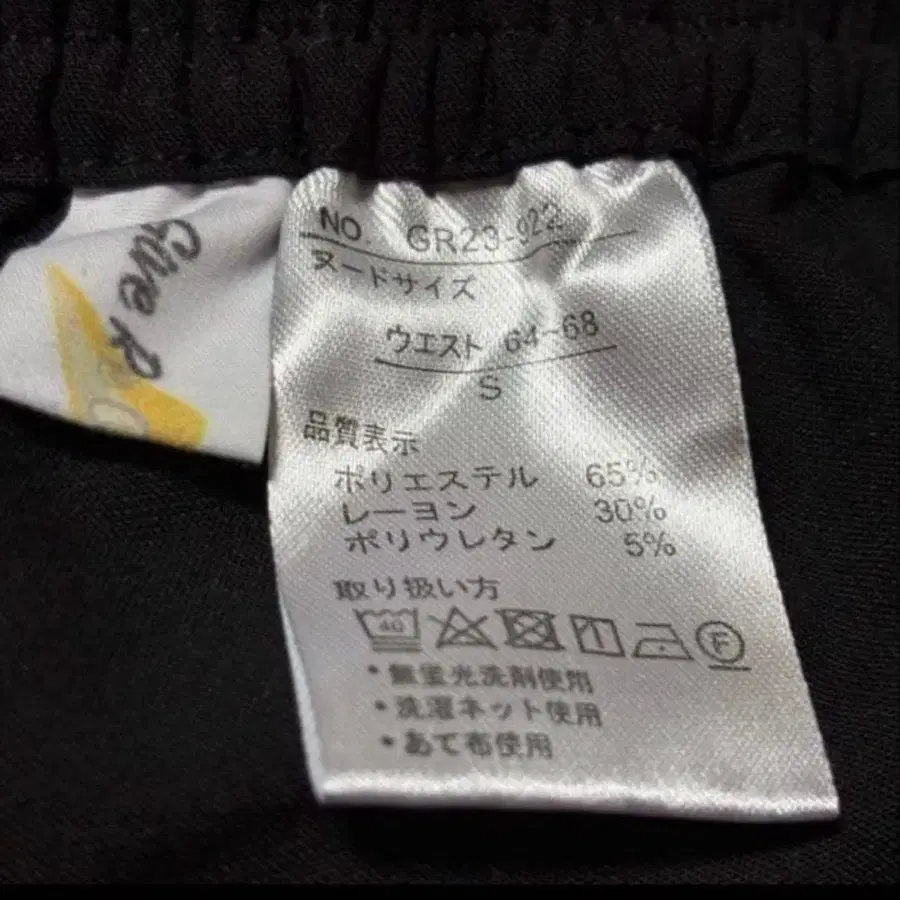 Give R
NO. GR23-922
ヌードサイズ
ウエスト 64~68
S
品質表示
ポリエステル 65%
レーヨン 30%
ポリウレタン 5%
取り扱い方
40
F
・無蛍光洗剤使用
・洗濯ネット使用
・あて布使用